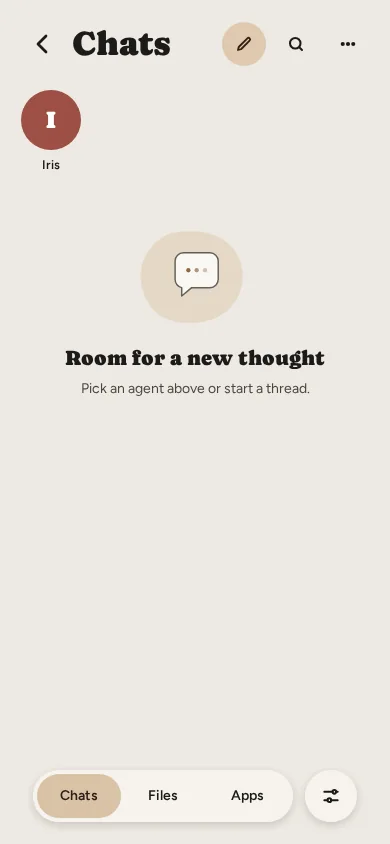 Chats
I
Iris
Room for a new thought
Pick an agent above or start a thread.
Chats Files Apps